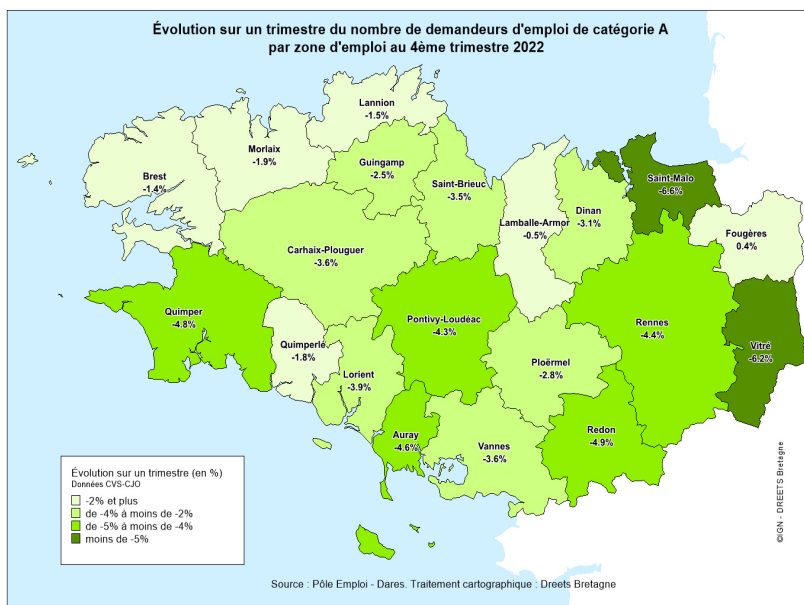 Évolution sur un trimestre du nombre de demandeurs d'emploi de catégorie A
par zone d'emploi au 4ème trimestre 2022
Lannion
-1.5%
Morlaix
-1.9%
Guingamp
-2.5%
Brest
-1.4%
Saint-Brieuc
-3.5%
Saint-Malo
-6.6%
Dinan
-3.1%
Lamballe-Armor
-0.5%
Fougères
0.4%
Carhaix-Plouguer
-3.6%
Quimper
-4.8%
Pontivy-Loudéac
-4.3%
Rennes
-4.4%
Vitré
-6.2%
Quimperlé
-1.8%
Lorient
-3.9%
Ploërmel
-2.8%
Auray
-4.6%
Vannes
-3.6%
Redon
-4.9%
Évolution sur un trimestre (en %)
Données CVS-CJO
-2% et plus
de -4% à moins de -2%
de -5% à moins de -4%
moins de -5%
©IGN - DREETS Bretagne
Source : Pôle Emploi - Dares. Traitement cartographique : Dreets Bretagne